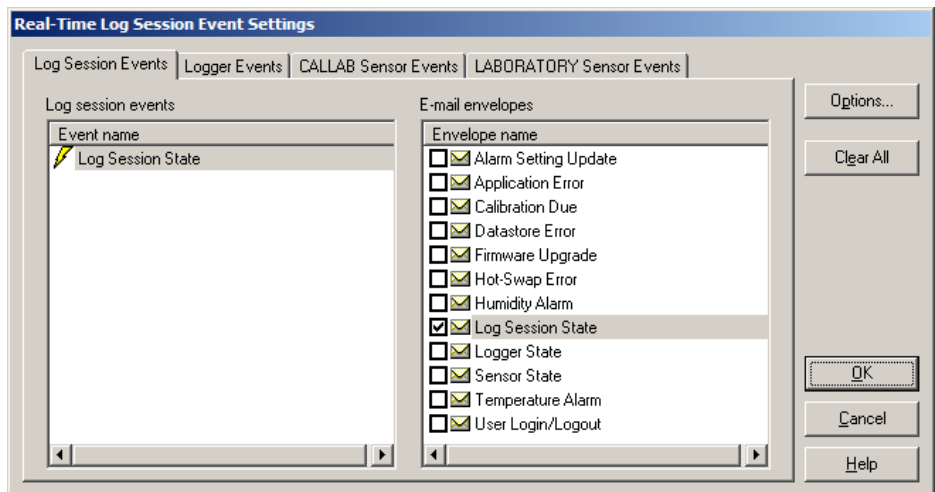 Real-Time Log Session Event Settings
Log Session Events Logger Events CALLAB Sensor Events LABORATORY Sensor Events
Log session events
Event name
Log Session State
E-mail envelopes
Envelope name
Alarm Setting Update
Application Error
Calibration Due
Datastore Error
Firmware Upgrade
Hot-Swap Error
Humidity Alarm
Log Session State
Logger State
Sensor State
Temperature Alarm
User Login/Logout
Options...
Clear All
OK
Cancel
Help